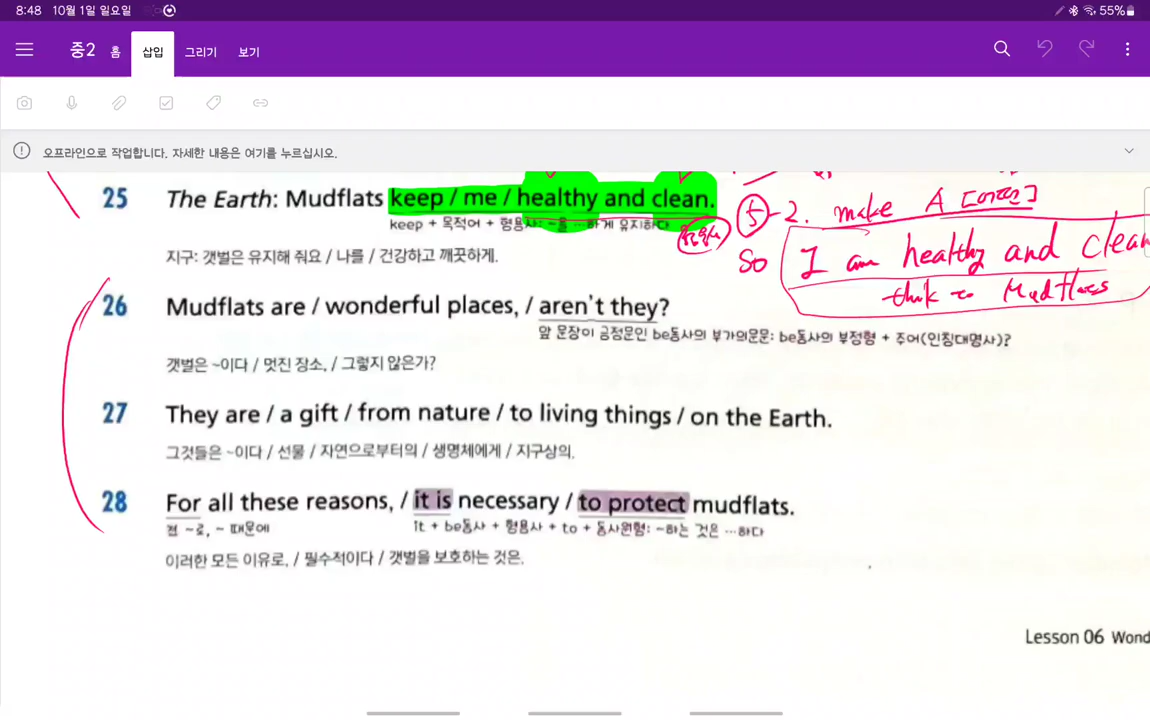 8:48 10월 1일 일요일 55%
중2 홈 삽입 그리기 보기
오프라인으로 작업합니다. 자세한 내용은 여기를 누르십시오.
25 The Earth: Mudflats keep / me / healthy and clean.
keep + 목적어 + 형용사: ~을 …하게 유지하다
지구: 갯벌은 유지해 줘요 / 나를 / 건강하고 깨끗하게.
5-2. make A
So I am healthy and clean
to Mudflats
26 Mudflats are / wonderful places, / aren't they?
앞 문장이 긍정문인 be동사의 부가의문문: be동사의 부정형 + 주어(인칭대명사)?
갯벌은 ~이다 / 멋진 장소, / 그렇지 않은가?
27 They are / a gift / from nature / to living things / on the Earth.
그것들은 ~이다 / 선물 / 자연으로부터의 / 생명체에게 / 지구상의.
28 For all these reasons, / it is necessary / to protect mudflats.
전 ~로, ~ 때문에 it + be동사 + 형용사 + to + 동사원형: ~하는 것은 …하다
이러한 모든 이유로, / 필수적이다 / 갯벌을 보호하는 것은.
Lesson 06 Wond